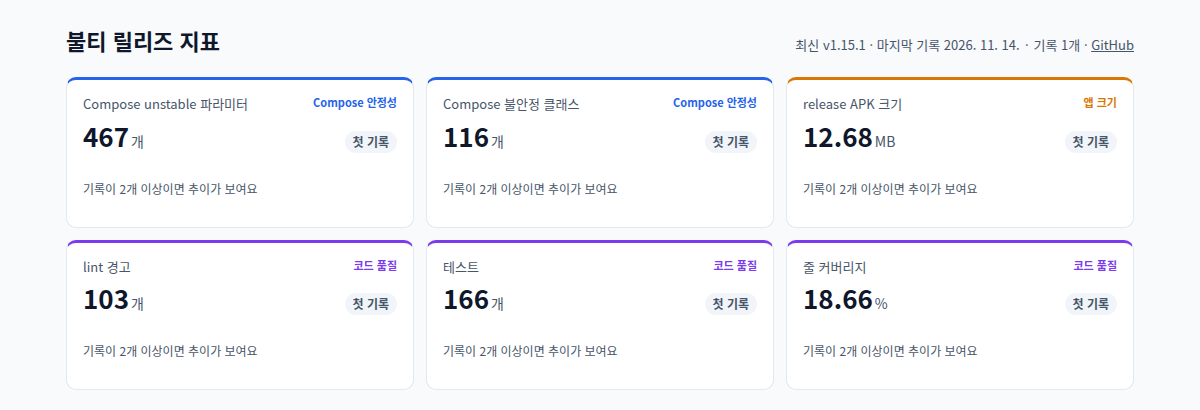 불티 릴리즈 지표
최신 v1.15.1 · 마지막 기록 2026. 11. 14. · 기록 1개 · GitHub
Compose unstable 파라미터
Compose 안정성
467개
첫 기록
기록이 2개 이상이면 추이가 보여요
Compose 불안정 클래스
Compose 안정성
116개
첫 기록
기록이 2개 이상이면 추이가 보여요
release APK 크기
앱 크기
12.68MB
첫 기록
기록이 2개 이상이면 추이가 보여요
lint 경고
코드 품질
103개
첫 기록
기록이 2개 이상이면 추이가 보여요
테스트
코드 품질
166개
첫 기록
기록이 2개 이상이면 추이가 보여요
줄 커버리지
코드 품질
18.66%
첫 기록
기록이 2개 이상이면 추이가 보여요